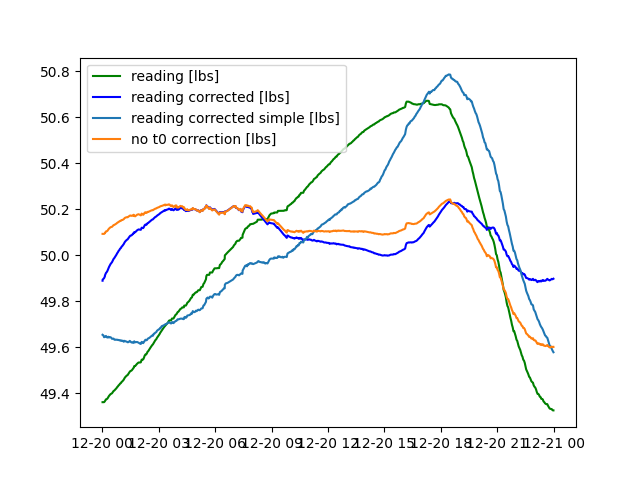 50.8
50.6
50.4
50.2
50.0
49.8
49.6
49.4
reading [lbs]
reading corrected [lbs]
reading corrected simple [lbs]
no t0 correction [lbs]
12-20 00 12-20 03 12-20 06 12-20 09 12-20 12 12-20 15 12-20 18 12-20 21 12-21 00